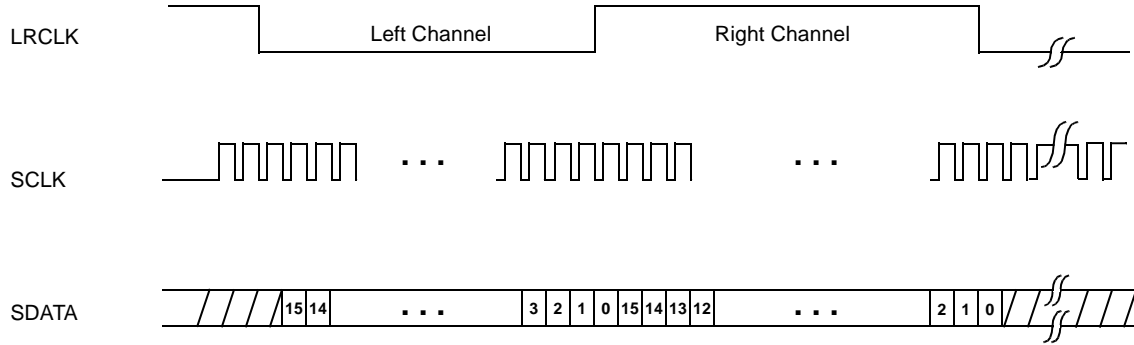 LRCLK Left Channel Right Channel
SCLK . . . . . .
SDATA 15 14 . . . 3 2 1 0 15 14 13 12 . . . 2 1 0